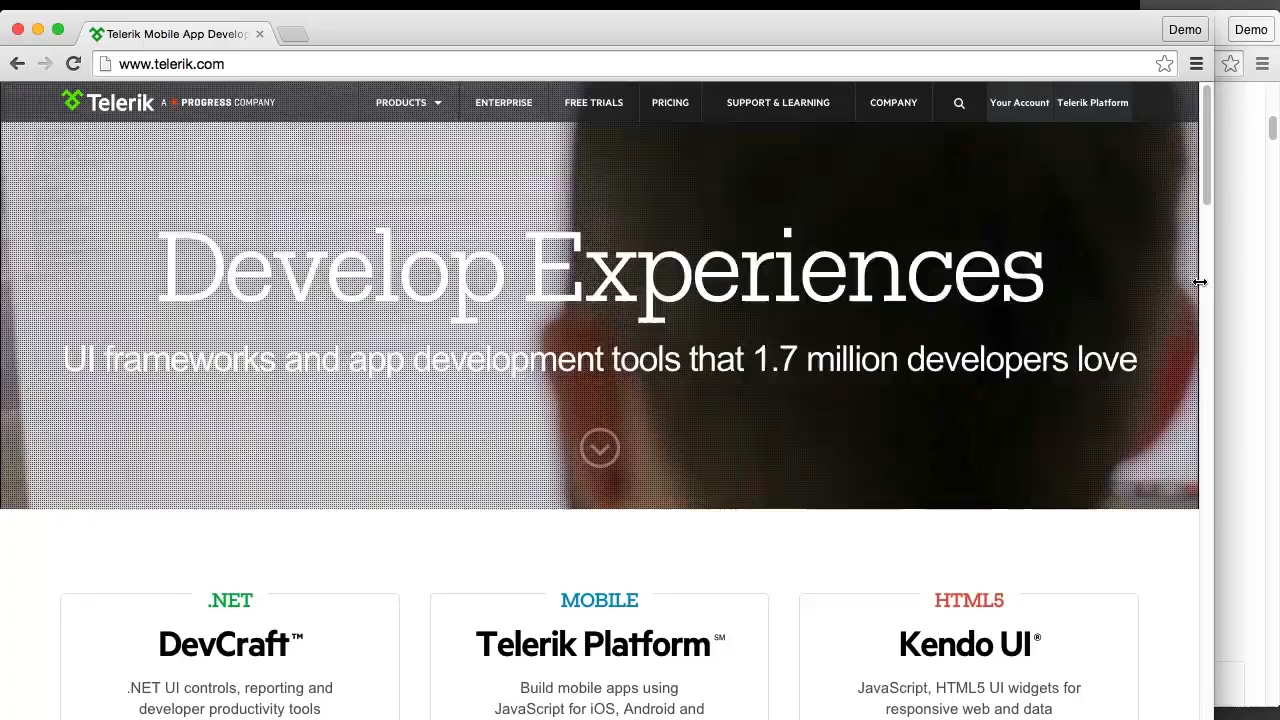 Telerik Mobile App Develop
Demo
Demo
www.telerik.com
Telerik A PROGRESS COMPANY
PRODUCTS
ENTERPRISE
FREE TRIALS
PRICING
SUPPORT & LEARNING
COMPANY
Your Account
Telerik Platform
Develop Experiences
UI frameworks and app development tools that 1.7 million developers love
.NET
DevCraft™
.NET UI controls, reporting and
developer productivity tools
MOBILE
Telerik Platform℠
Build mobile apps using
JavaScript for iOS, Android and
HTML5
Kendo UI®
JavaScript, HTML5 UI widgets for
responsive web and data